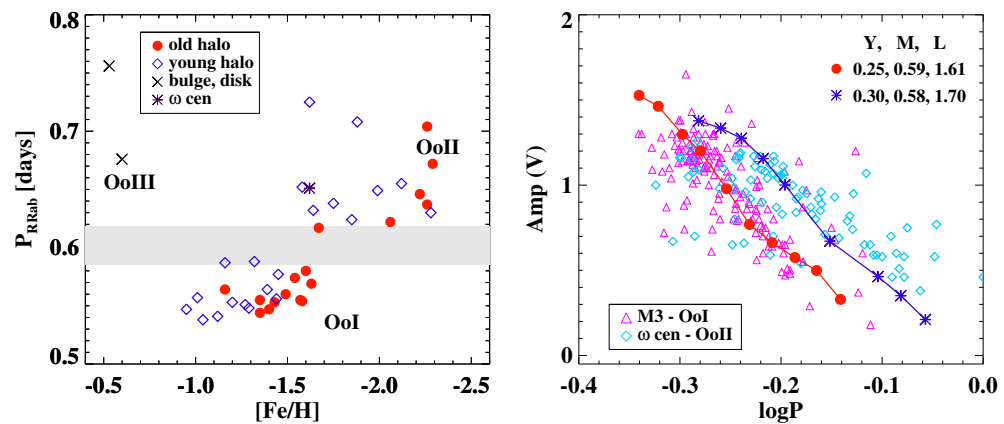 0.8
0.7
0.6
0.5
P_RRab [days]
old halo
young halo
bulge, disk
ω cen
OoIII
OoII
OoI
-0.5 -1.0 -1.5 -2.0 -2.5
[Fe/H]
2
1
0
Amp (V)
Y, M, L
0.25, 0.59, 1.61
0.30, 0.58, 1.70
M3 - OoI
ω cen - OoII
-0.4 -0.3 -0.2 -0.1 0.0
logP